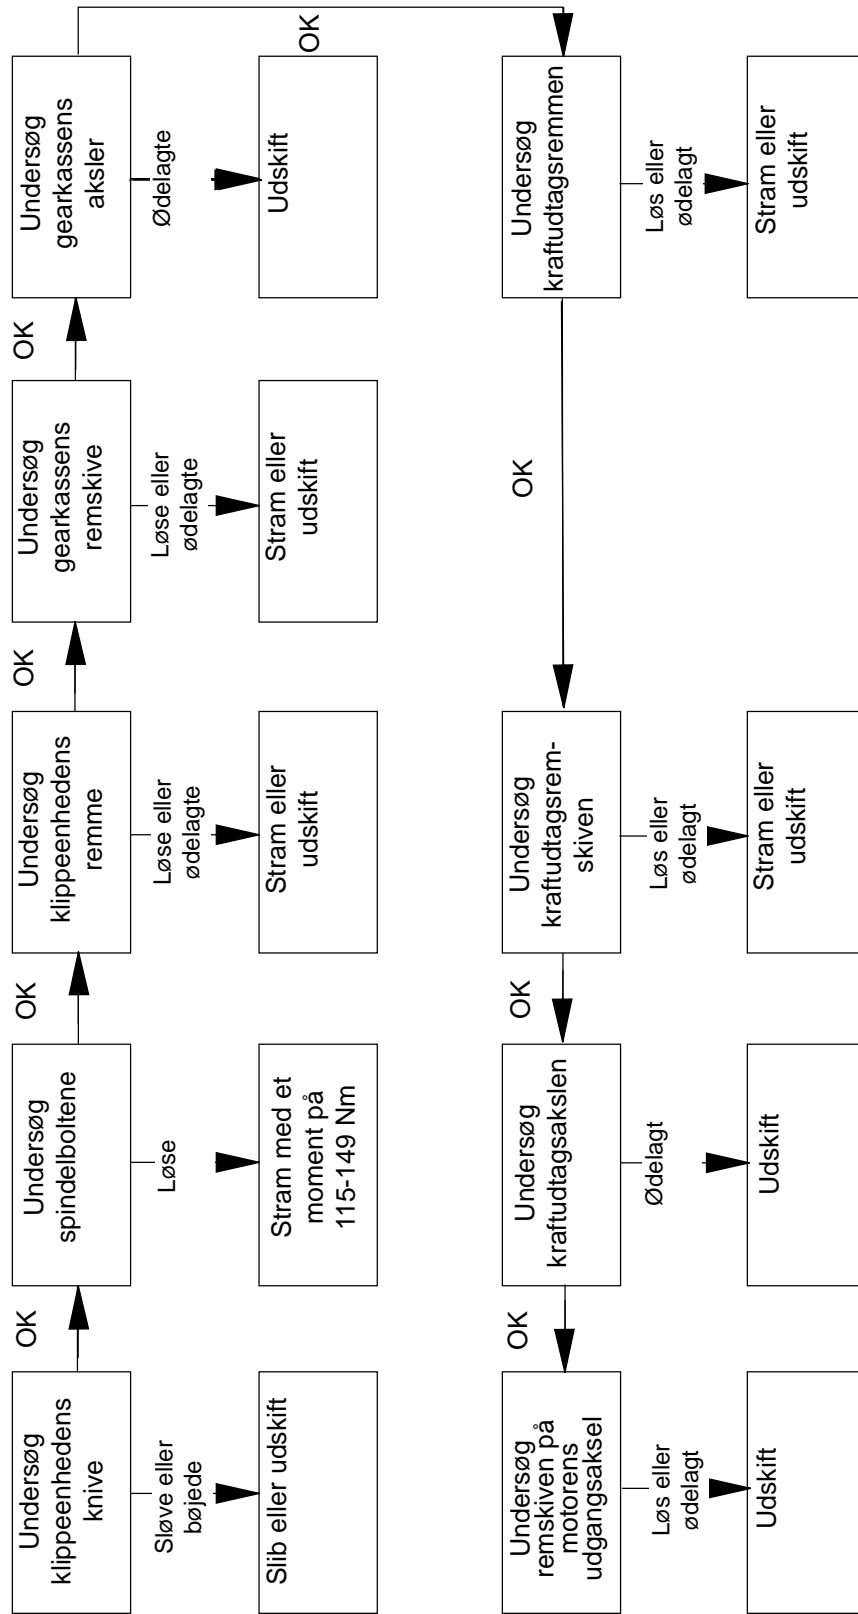 Undersøg
klippeenhedens
knive
OK
Undersøg
spindelboltene
OK
Undersøg
klippeenhedens
remme
OK
Undersøg
gearkassens
remskive
OK
Undersøg
gearkassens
aksler
OK
Sløve eller
bøjede
Løse
Løse eller
ødelagte
Løse eller
ødelagte
Ødelagte
Slib eller udskift
Stram med et
moment på
115-149 Nm
Stram eller
udskift
Stram eller
udskift
Udskift
Undersøg
remskiven på
motorens
udgangsaksel
OK
Undersøg
kraftudtagsakslen
OK
Undersøg
kraftudtagsrem-
skiven
OK
Undersøg
kraftudtagsremmen
Løs eller
ødelagt
Ødelagt
Løs eller
ødelagt
Løs eller
ødelagt
Udskift
Udskift
Stram eller
udskift
Stram eller
udskift